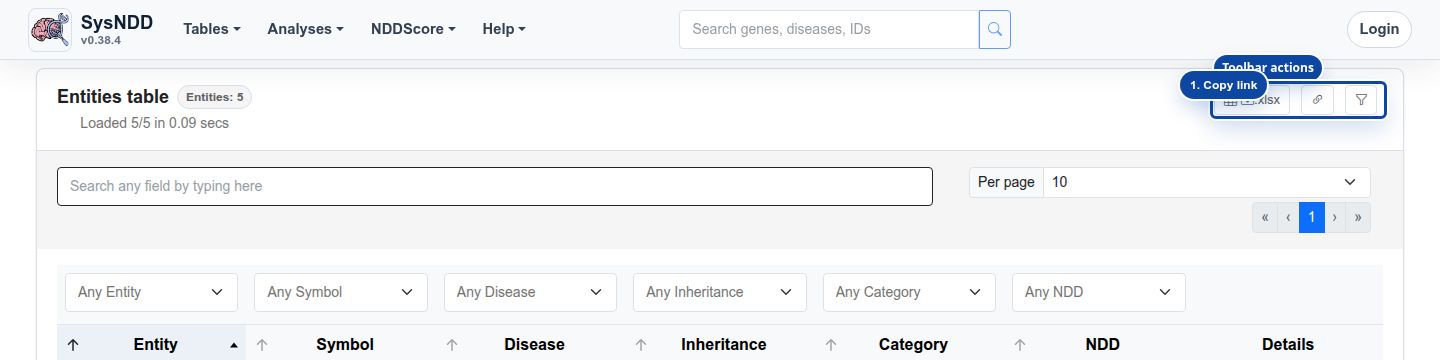 SysNDD
v0.38.4
Tables
Analyses
NDDScore
Help
Search genes, diseases, IDs
Login
Toolbar actions
1. Copy link
Entities table
Entities: 5
.xlsx
Loaded 5/5 in 0.09 secs
Search any field by typing here
Per page
10
« ‹ 1 › »
Any Entity
Any Symbol
Any Disease
Any Inheritance
Any Category
Any NDD
Entity
Symbol
Disease
Inheritance
Category
NDD
Details